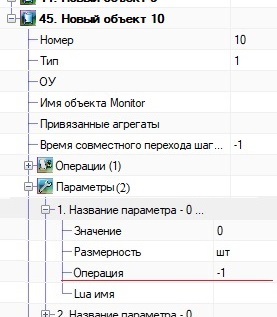 45. Новый объект 10
Номер 10
Тип 1
ОУ
Имя объекта Monitor
Привязанные агрегаты
Время совместного перехода шаг... -1
Операции (1)
Параметры (2)
1. Название параметра - 0 ...
Значение 0
Размерность шт
Операция -1
Lua имя
2. Название параметра - 0